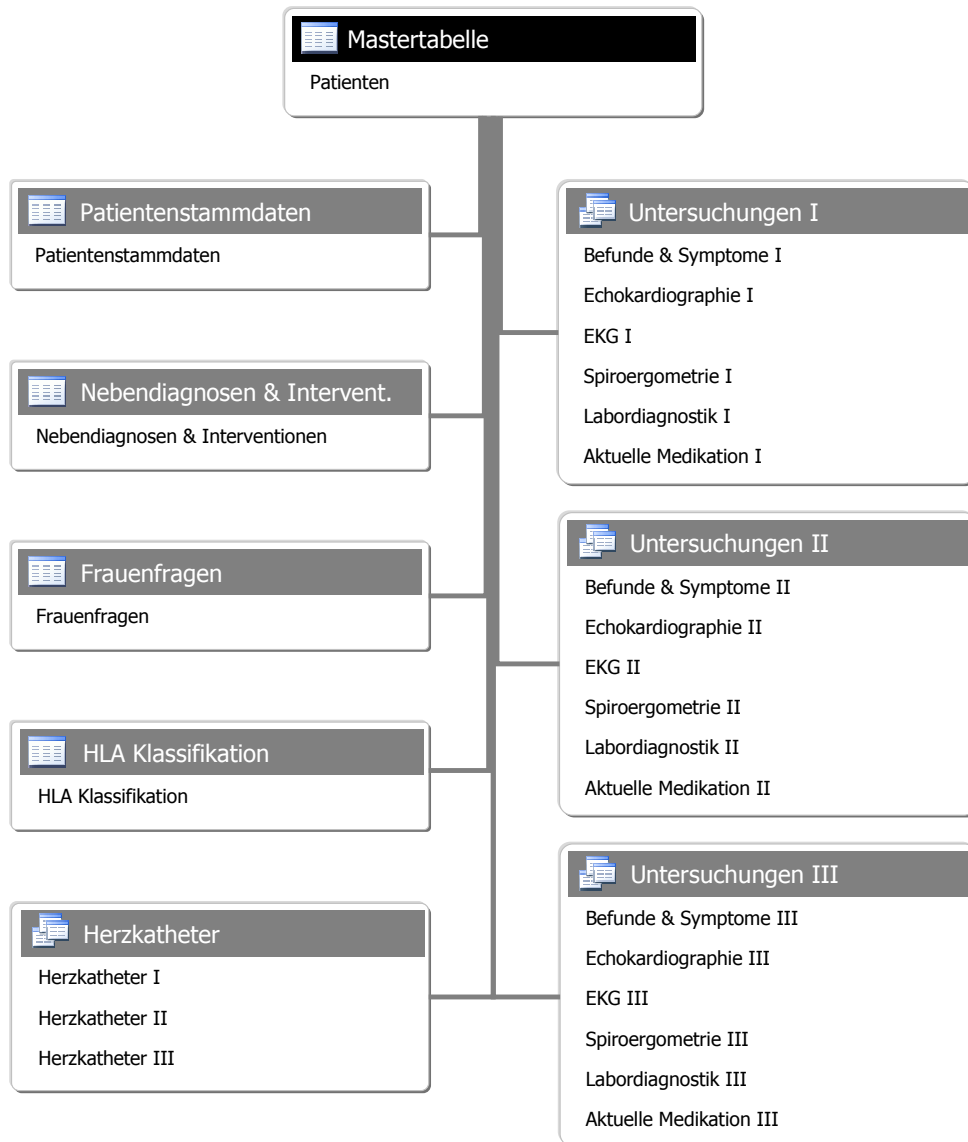 Mastertabelle
Patienten
Patientenstammdaten
Patientenstammdaten
Nebendiagnosen & Intervent.
Nebendiagnosen & Interventionen
Frauenfragen
Frauenfragen
HLA Klassifikation
HLA Klassifikation
Herzkatheter
Herzkatheter I
Herzkatheter II
Herzkatheter III
Untersuchungen I
Befunde & Symptome I
Echokardiographie I
EKG I
Spiroergometrie I
Labordiagnostik I
Aktuelle Medikation I
Untersuchungen II
Befunde & Symptome II
Echokardiographie II
EKG II
Spiroergometrie II
Labordiagnostik II
Aktuelle Medikation II
Untersuchungen III
Befunde & Symptome III
Echokardiographie III
EKG III
Spiroergometrie III
Labordiagnostik III
Aktuelle Medikation III